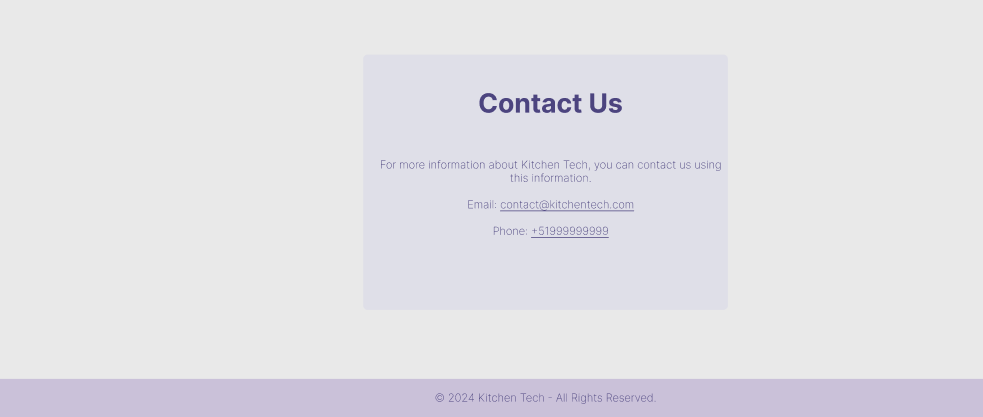 Contact Us
For more information about Kitchen Tech, you can contact us using
this information.
Email: contact@kitchentech.com
Phone: +51999999999
© 2024 Kitchen Tech - All Rights Reserved.